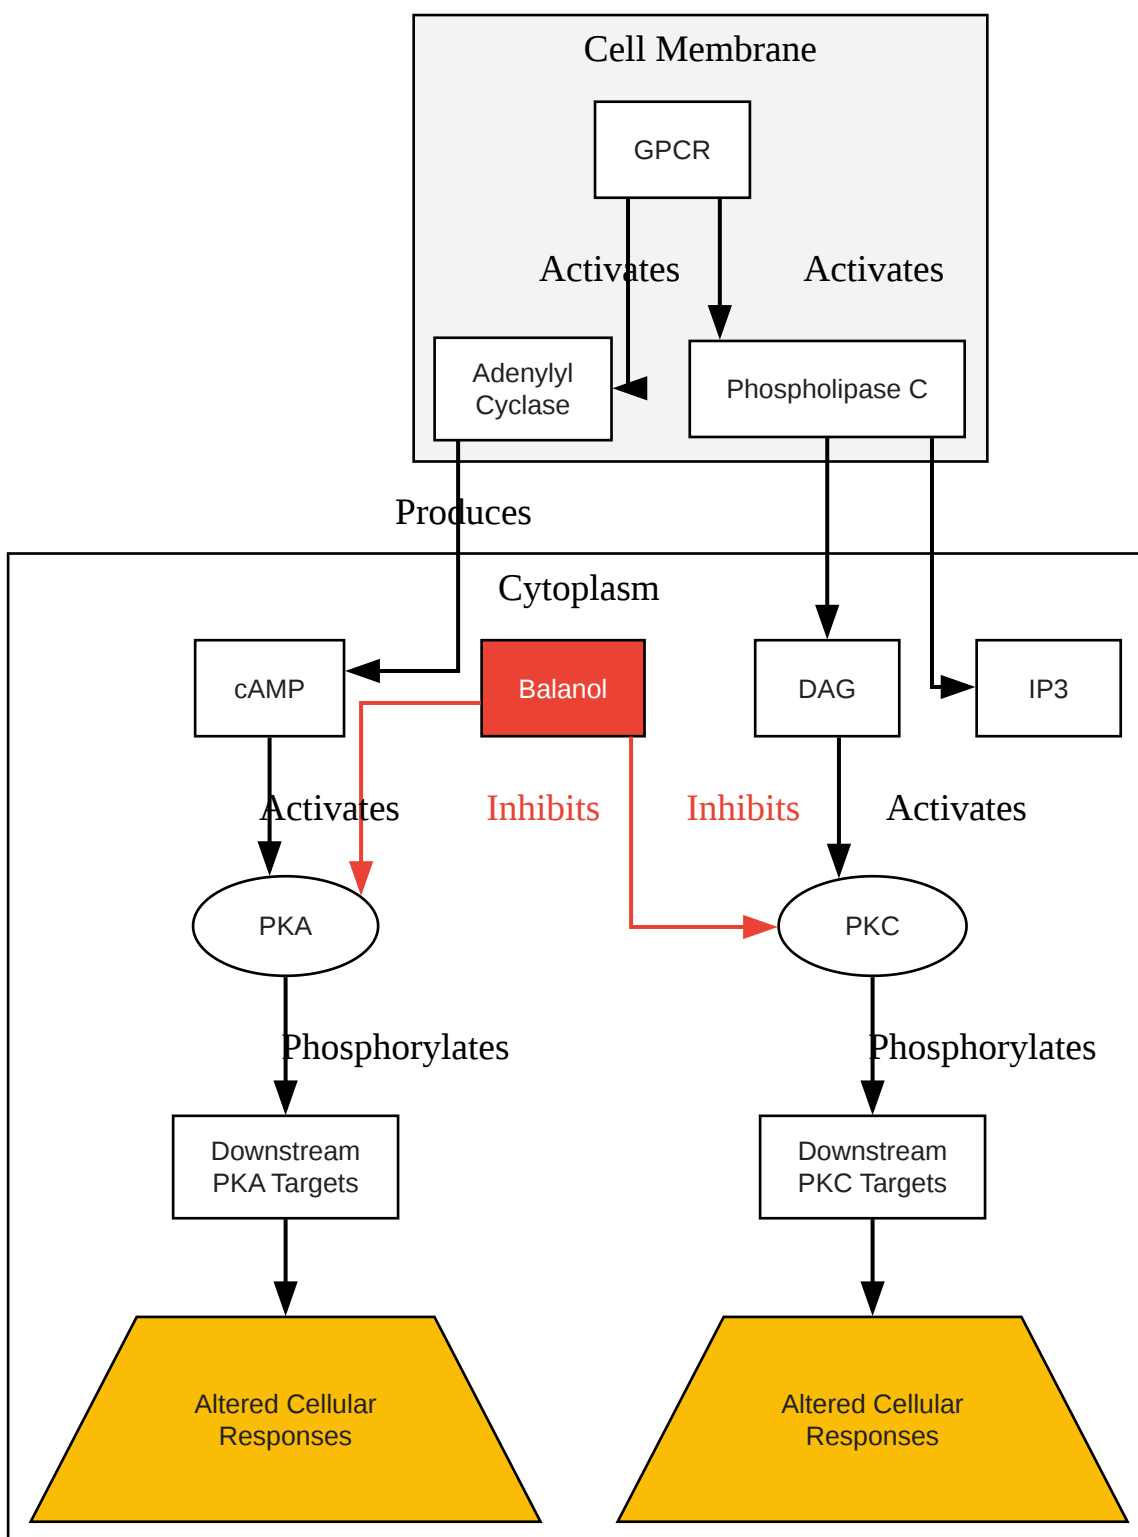 Cell Membrane
GPCR
Activates
Activates
Adenylyl
Cyclase
Phospholipase C
Produces
Cytoplasm
cAMP
Balanol
DAG
IP3
Activates
Inhibits
Inhibits
Activates
PKA
PKC
Phosphorylates
Phosphorylates
Downstream
PKA Targets
Downstream
PKC Targets
Altered Cellular
Responses
Altered Cellular
Responses